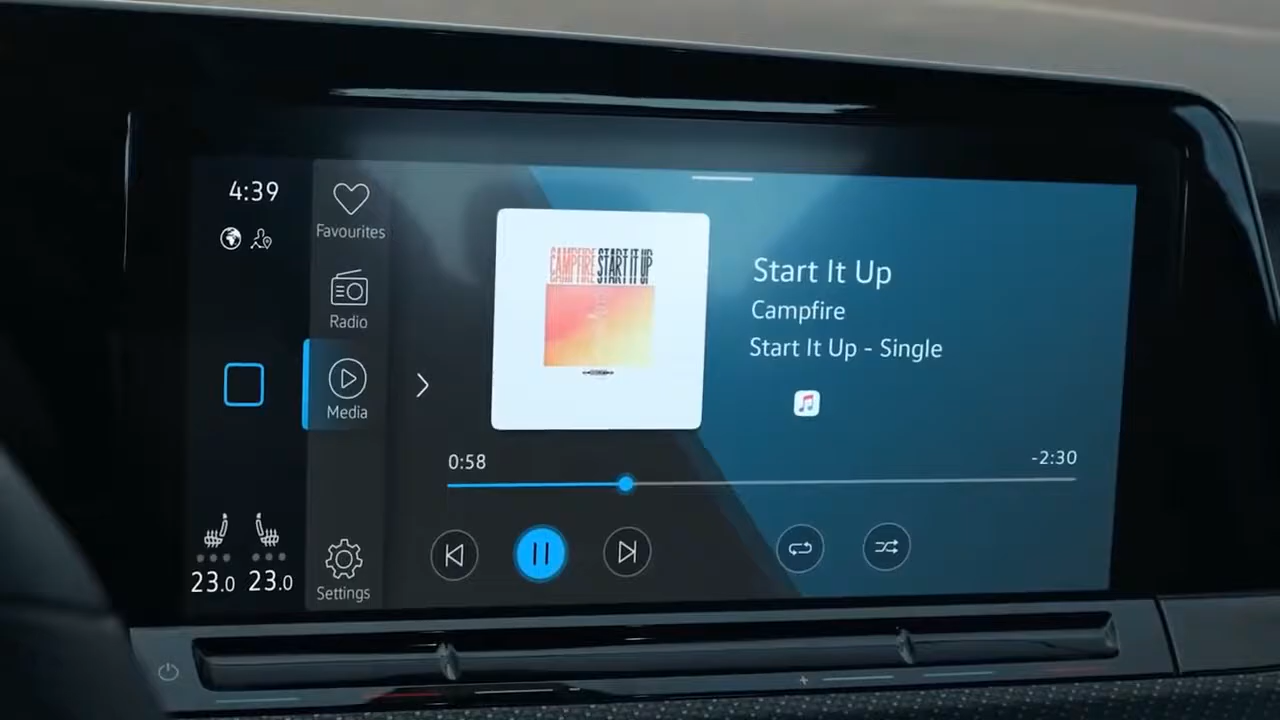 4:39
Favourites
Radio
Media
Settings
23.0 23.0
CAMPFIRE START IT UP
Start It Up
Campfire
Start It Up - Single
0:58
-2:30